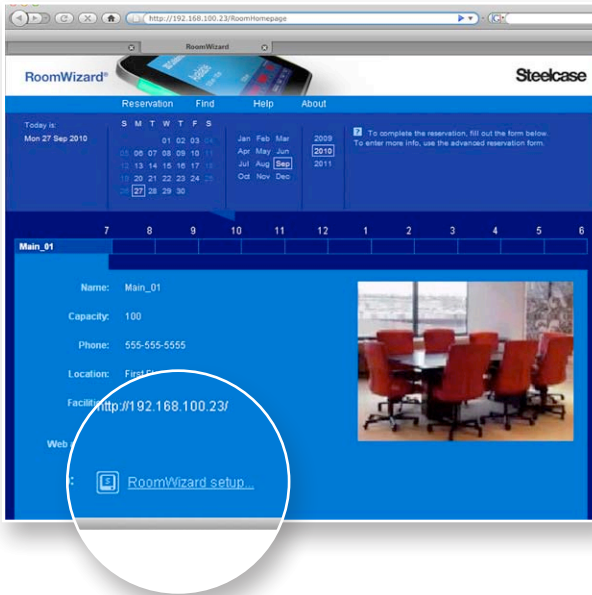 http://192.168.100.23/RoomHomepage
RoomWizard
RoomWizard®
Steelcase
Reservation Find Help About
Today is:
Mon 27 Sep 2010
S M T W T F S
01 02 03 04
05 06 07 08 09 10 11
12 13 14 15 16 17 18
19 20 21 22 23 24 25
26 27 28 29 30
Jan Feb Mar
Apr May Jun
Jul Aug Sep
Oct Nov Dec
2009
2010
2011
? To complete the reservation, fill out the form below.
To enter more info, use the advanced reservation form.
7 8 9 10 11 12 1 2 3 4 5 6
Main_01
Name: Main_01
Capacity: 100
Phone: 555-555-5555
Location: First
Faciliti
http://192.168.100.23/
Web
RoomWizard setup...